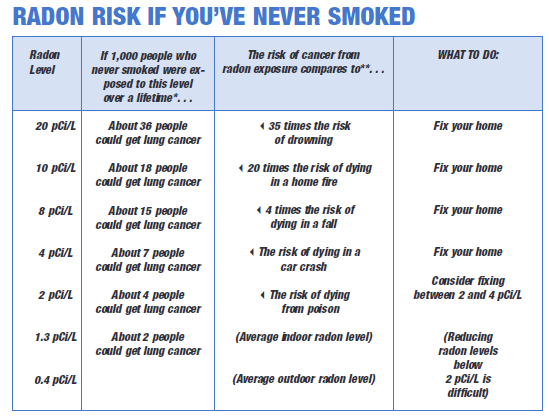 RADON RISK IF YOU'VE NEVER SMOKED
Radon
Level
If 1,000 people who
never smoked were ex-
posed to this level
over a lifetime*. . .
The risk of cancer from
radon exposure compares to**. . .
WHAT TO DO:
20 pCi/L
About 36 people
could get lung cancer
35 times the risk
of drowning
Fix your home
10 pCi/L
About 18 people
could get lung cancer
20 times the risk of dying
in a home fire
Fix your home
8 pCi/L
About 15 people
could get lung cancer
4 times the risk of
dying in a fall
Fix your home
4 pCi/L
About 7 people
could get lung cancer
The risk of dying in a
car crash
Fix your home
2 pCi/L
About 4 people
could get lung cancer
The risk of dying
from poison
Consider fixing
between 2 and 4 pCi/L
1.3 pCi/L
About 2 people
could get lung cancer
(Average indoor radon level)
(Reducing
radon levels
below
2 pCi/L is
difficult)
0.4 pCi/L
(Average outdoor radon level)